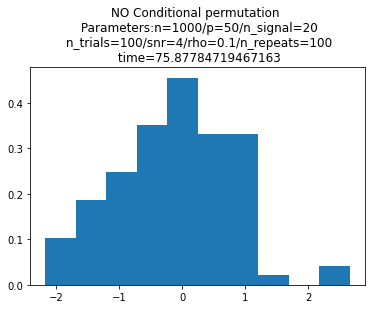 NO Conditional permutation
Parameters:n=1000/p=50/n_signal=20
n_trials=100/snr=4/rho=0.1/n_repeats=100
time=75.87784719467163
0.4
0.3
0.2
0.1
0.0
−2 −1 0 1 2